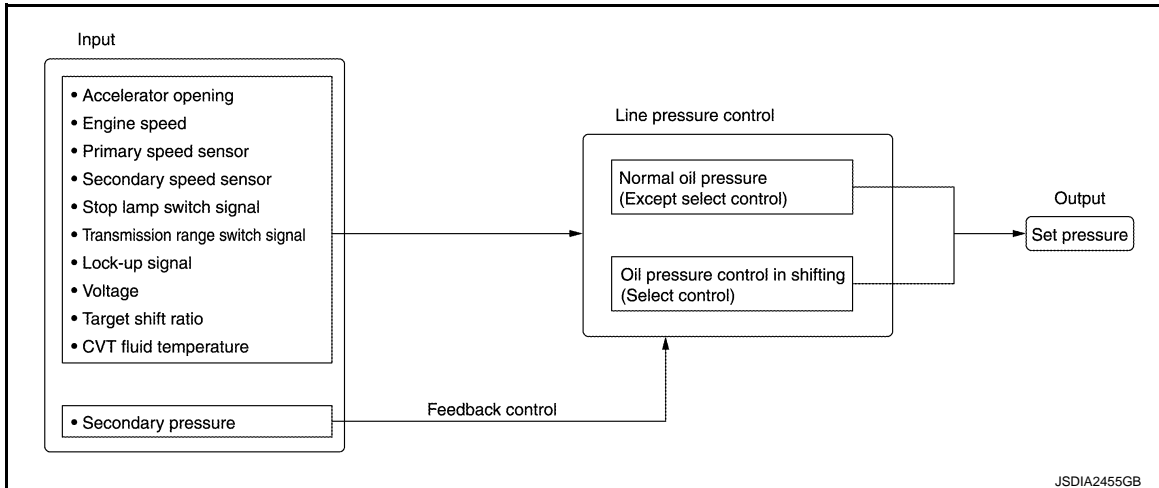 Input
• Accelerator opening
• Engine speed
• Primary speed sensor
• Secondary speed sensor
• Stop lamp switch signal
• Transmission range switch signal
• Lock-up signal
• Voltage
• Target shift ratio
• CVT fluid temperature
• Secondary pressure
Feedback control
Line pressure control
Normal oil pressure
(Except select control)
Oil pressure control in shifting
(Select control)
Output
Set pressure
JSDIA2455GB